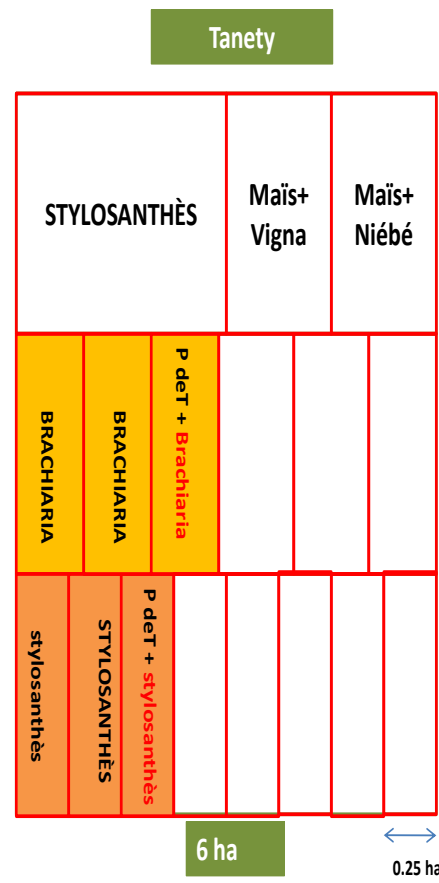 Tanety
STYLOSANTHÈS
Maïs+
Vigna
Maïs+
Niébé
BRACHIARIA
BRACHIARIA
P deT + Brachiaria
stylosanthès
STYLOSANTHÈS
P deT + stylosanthès
6 ha
0.25 ha